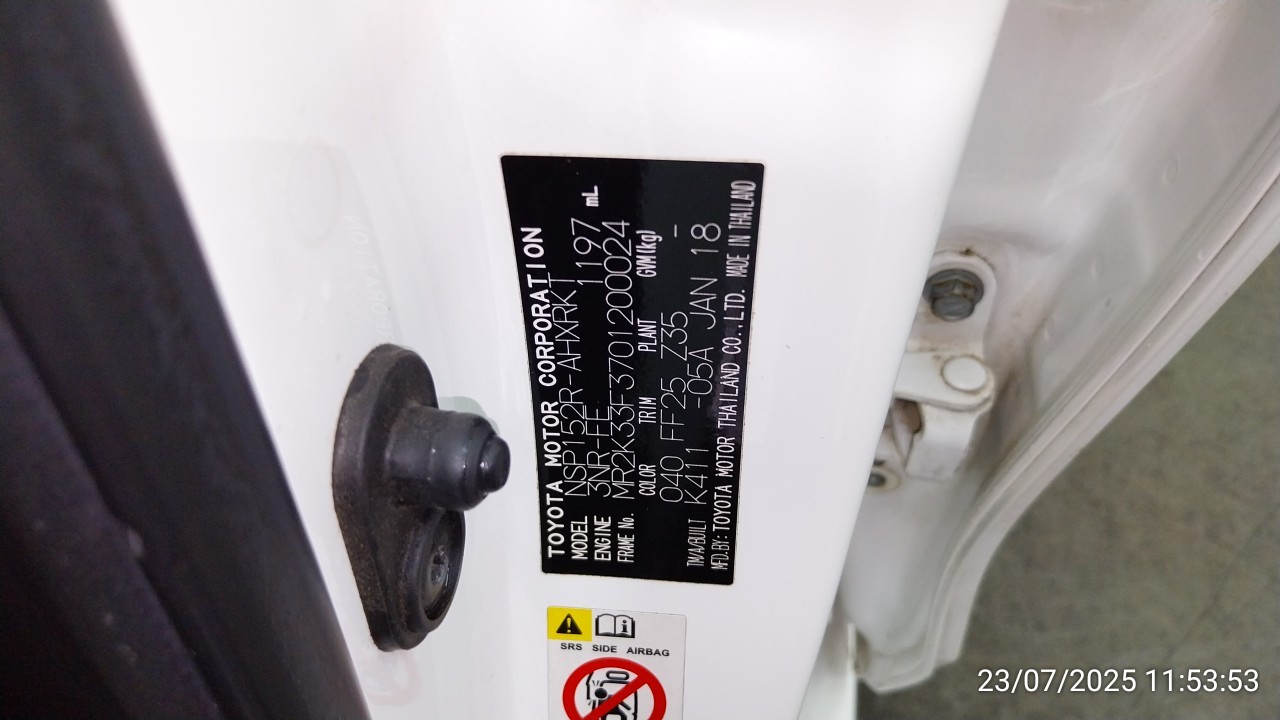 TOYOTA MOTOR CORPORATION
MODEL NSP152R-AHXRKT
ENGINE 3NR-FE 1197 mL
FRAME No. MR2K33F3701200024
COLOR TRIM PLANT GVM(kg)
040 FF25 Z35 -
TM/A/BUILT K411 -05A JAN 18
MFD.BY: TOYOTA MOTOR THAILAND CO.,LTD. MADE IN THAILAND
SRS SIDE AIRBAG
23/07/2025 11:53:53